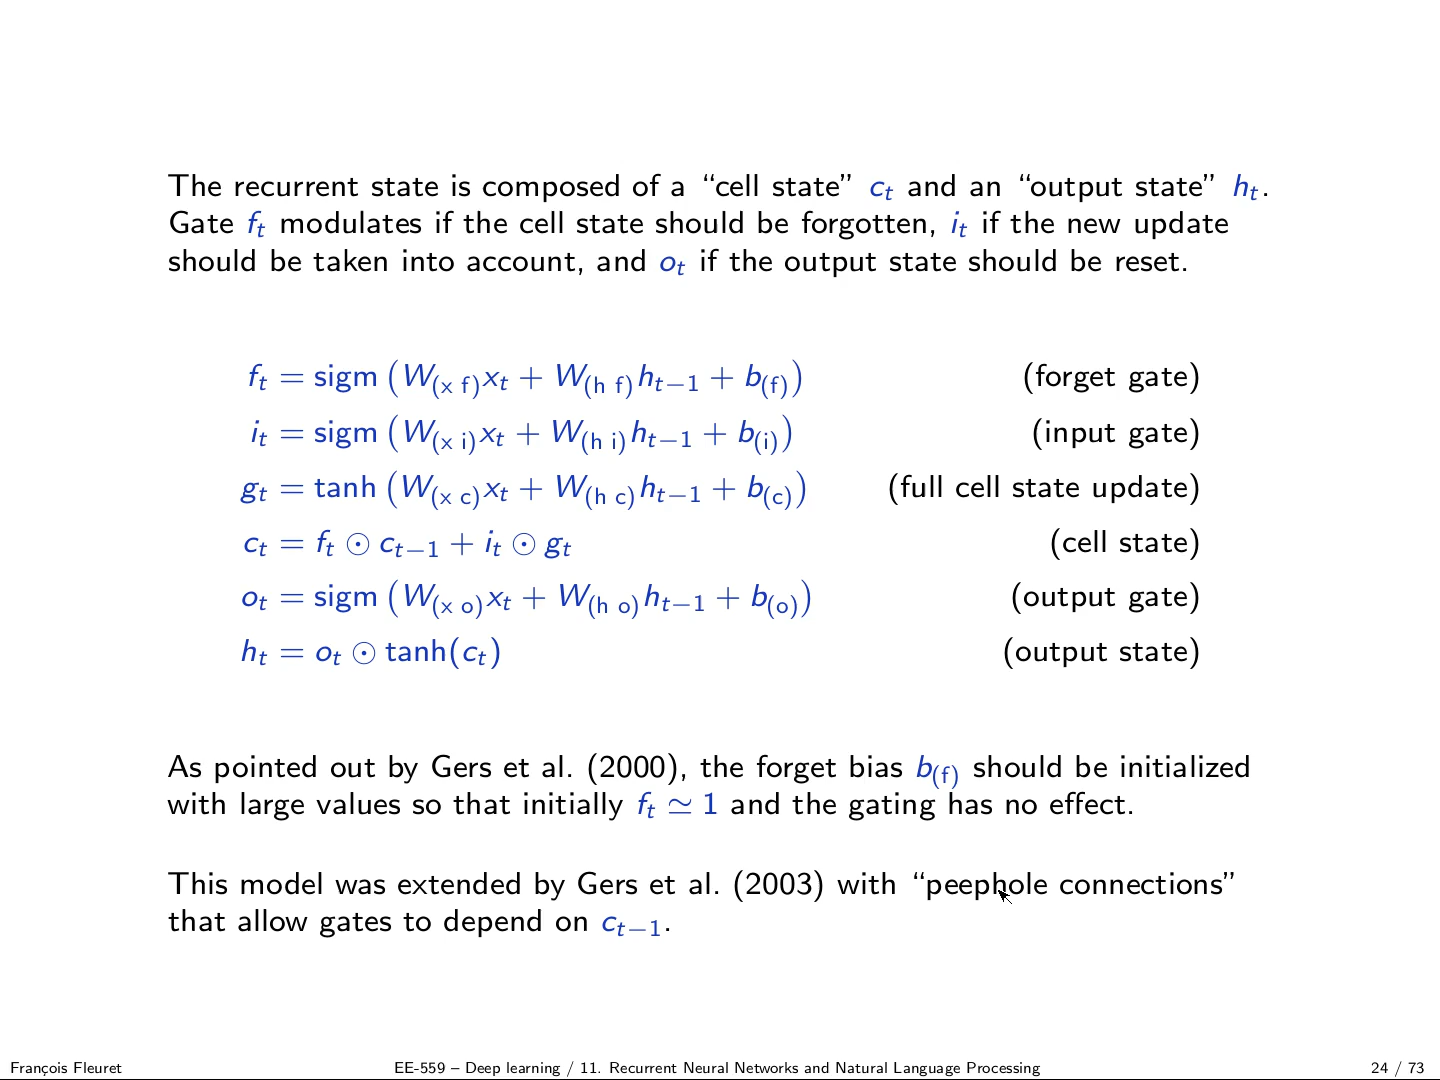 The recurrent state is composed of a “cell state” c_t and an “output state” h_t.
Gate f_t modulates if the cell state should be forgotten, i_t if the new update
should be taken into account, and o_t if the output state should be reset.
f_t = sigm (W_(x f) x_t + W_(h f) h_{t−1} + b_(f)) (forget gate)
i_t = sigm (W_(x i) x_t + W_(h i) h_{t−1} + b_(i)) (input gate)
g_t = tanh (W_(x c) x_t + W_(h c) h_{t−1} + b_(c)) (full cell state update)
c_t = f_t ⊙ c_{t−1} + i_t ⊙ g_t (cell state)
o_t = sigm (W_(x o) x_t + W_(h o) h_{t−1} + b_(o)) (output gate)
h_t = o_t ⊙ tanh(c_t) (output state)
As pointed out by Gers et al. (2000), the forget bias b_(f) should be initialized
with large values so that initially f_t ≃ 1 and the gating has no effect.
This model was extended by Gers et al. (2003) with “peephole connections”
that allow gates to depend on c_{t−1}.
François Fleuret EE-559 – Deep learning / 11. Recurrent Neural Networks and Natural Language Processing 24 / 73